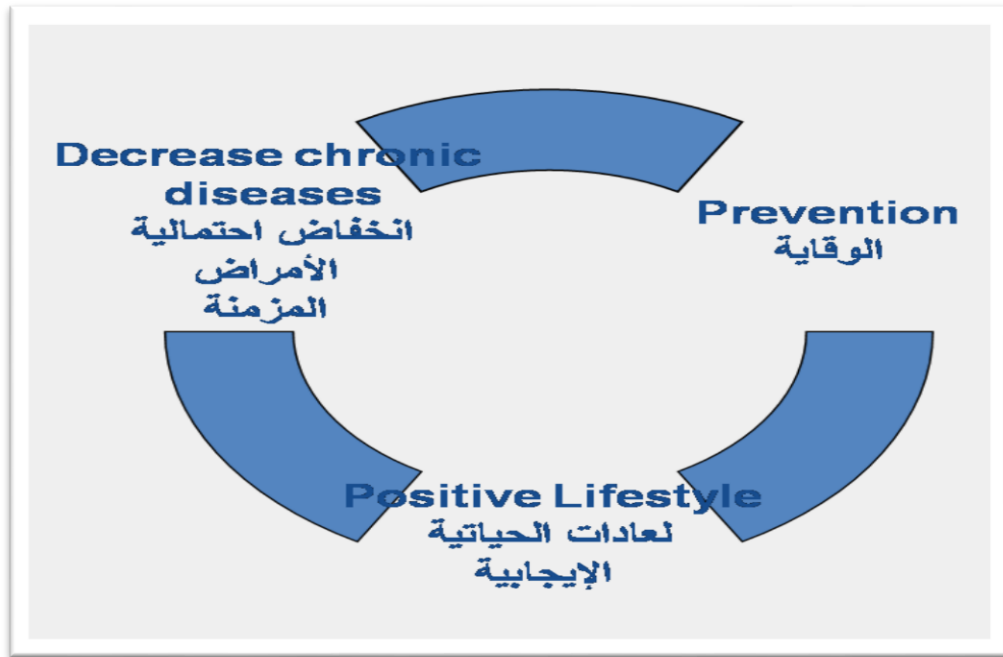 Decrease chronic
diseases
انخفاض احتمالية
الأمراض
المزمنة
Prevention
الوقاية
Positive Lifestyle
لعادات الحياتية
الإيجابية